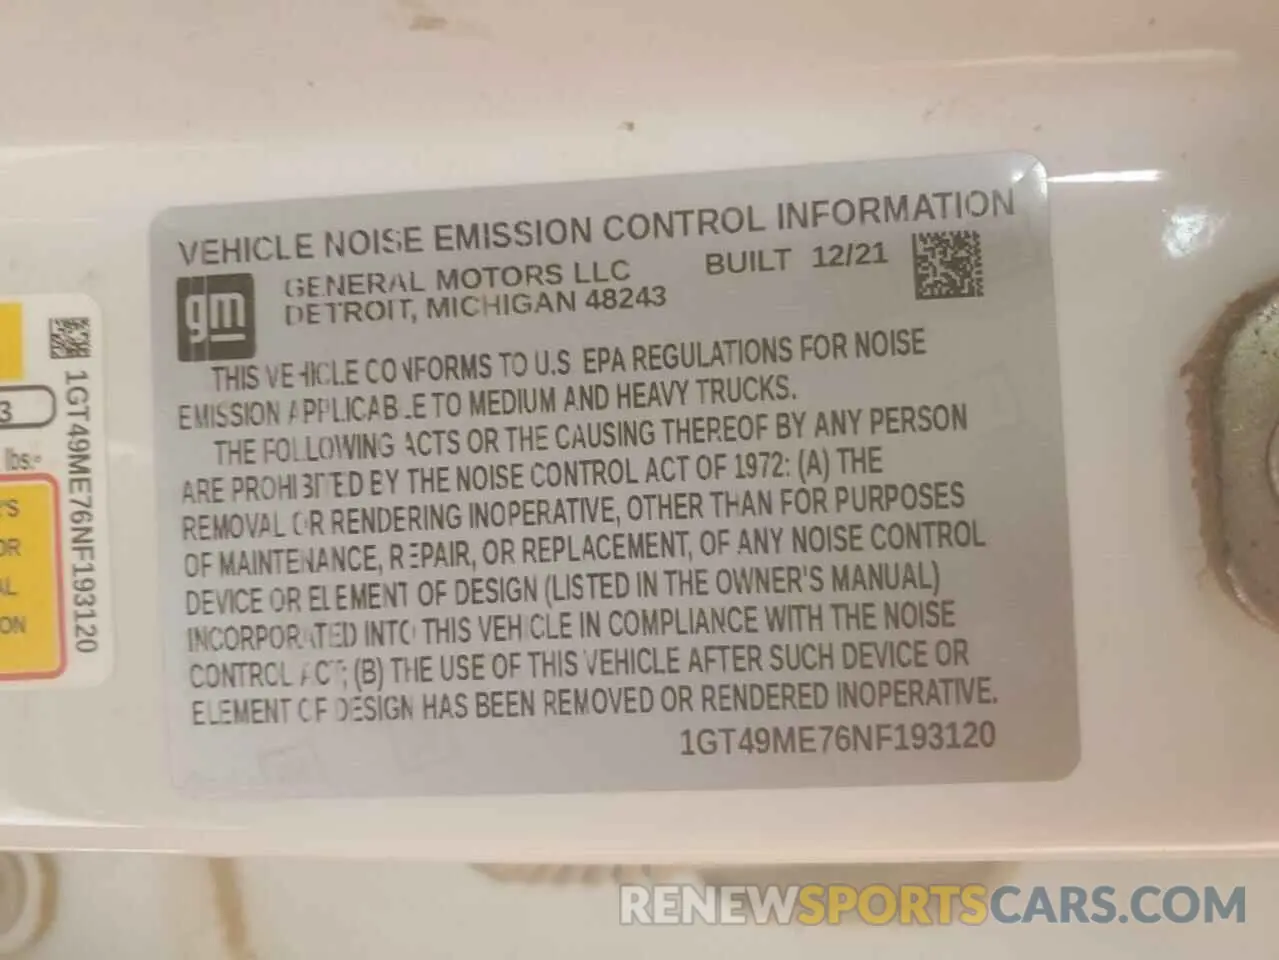 VEHICLE NOISE EMISSION CONTROL INFORMATION
gm
GENERAL MOTORS LLC
DETROIT, MICHIGAN 48243
BUILT 12/21
THIS VEHICLE CONFORMS TO U.S EPA REGULATIONS FOR NOISE
EMISSION APPLICABLE TO MEDIUM AND HEAVY TRUCKS.
THE FOLLOWING ACTS OR THE CAUSING THEREOF BY ANY PERSON
ARE PROHIBITED BY THE NOISE CONTROL ACT OF 1972: (A) THE
REMOVAL OR RENDERING INOPERATIVE, OTHER THAN FOR PURPOSES
OF MAINTENANCE, REPAIR, OR REPLACEMENT, OF ANY NOISE CONTROL
DEVICE OR ELEMENT OF DESIGN (LISTED IN THE OWNER'S MANUAL)
INCORPORATED INTO THIS VEHICLE IN COMPLIANCE WITH THE NOISE
CONTROL ACT; (B) THE USE OF THIS VEHICLE AFTER SUCH DEVICE OR
ELEMENT OF DESIGN HAS BEEN REMOVED OR RENDERED INOPERATIVE.
1GT49ME76NF193120
1GT49ME76NF193120
3
lbs.
'S
OR
AL
ON
RENEWSPORTSCARS.COM